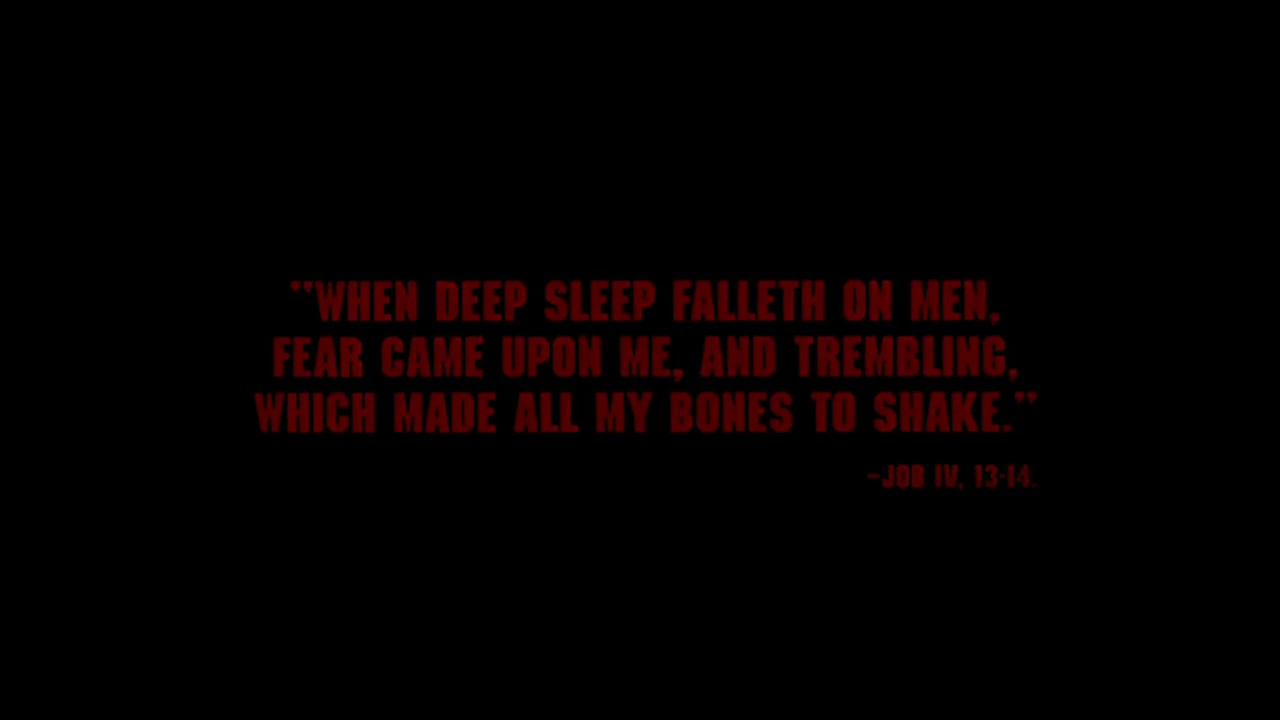 "WHEN DEEP SLEEP FALLETH ON MEN,
FEAR CAME UPON ME, AND TREMBLING,
WHICH MADE ALL MY BONES TO SHAKE."
-JOB IV, 13-14.